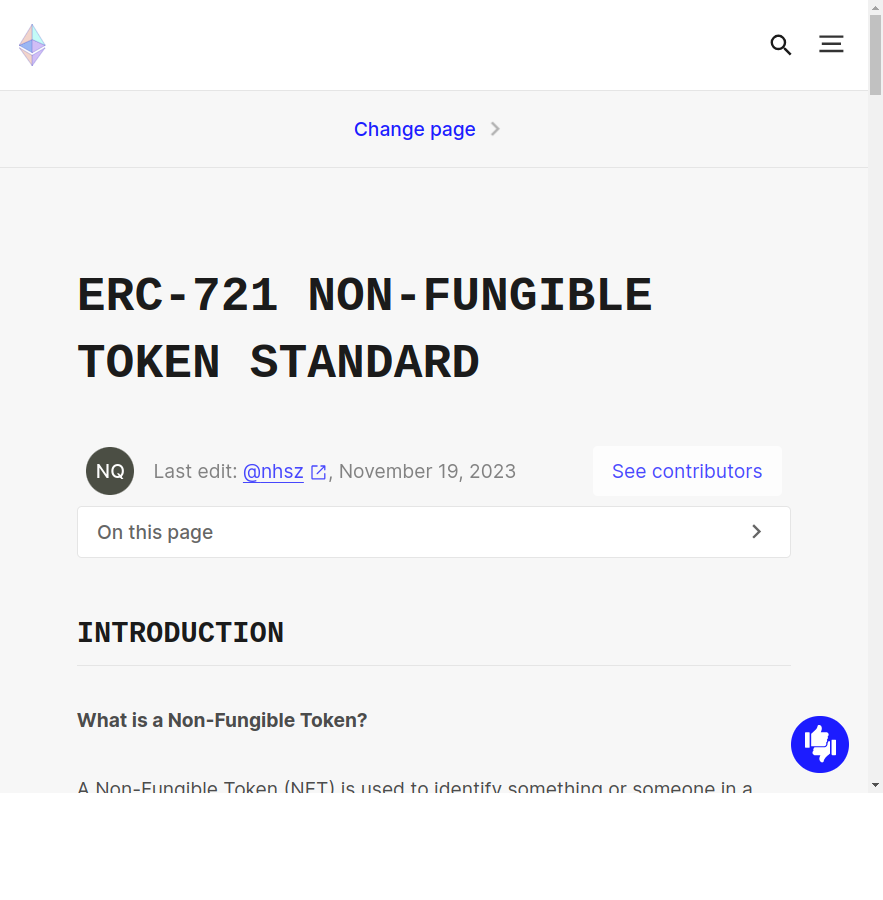 Change page
ERC-721 NON-FUNGIBLE
TOKEN STANDARD
NQ Last edit: @nhsz , November 19, 2023 See contributors
On this page
INTRODUCTION
What is a Non-Fungible Token?
A Non-Fungible Token (NFT) is used to identify something or someone in a